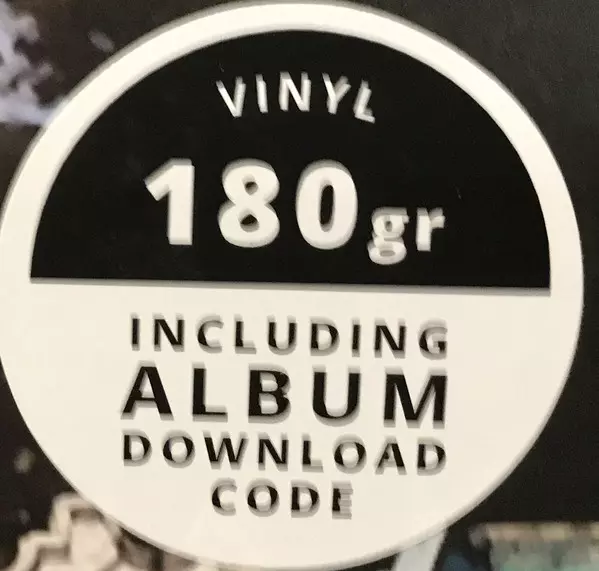 VINYL
180gr
INCLUDING
ALBUM
DOWNLOAD
CODE